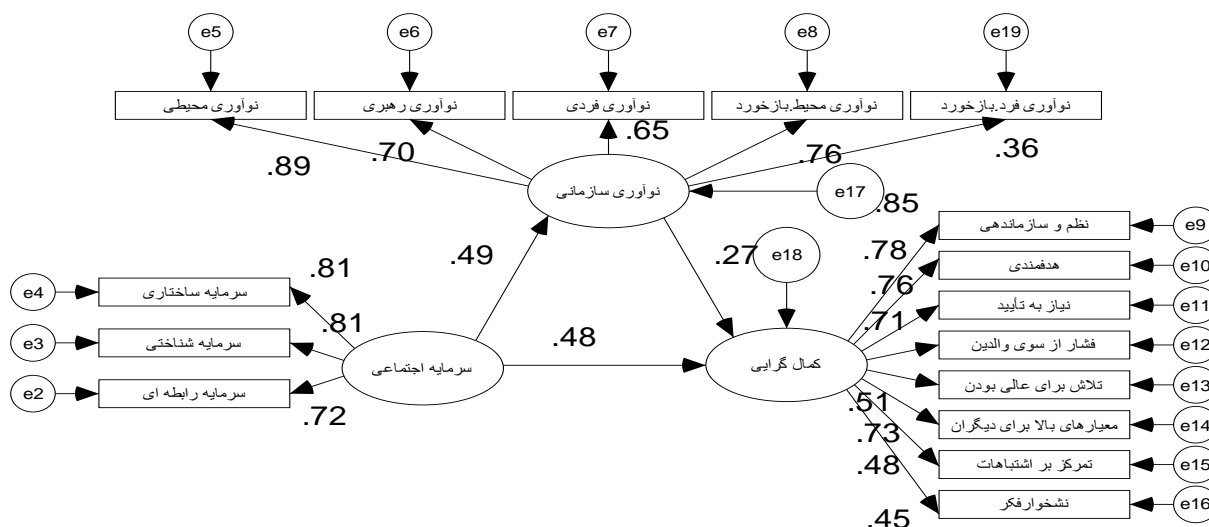 e5 e6 e7 e8 e19
نوآوری محیطی
نوآوری رهبری
نوآوری فردی
نوآوری محیط.بازخورد
نوآوری فرد.بازخورد
.89 .70 .65 .76 .36
نوآوری سازمانی
e17
.85
e9
نظم و سازماندهی
.49
.27
e18
.78
e10
هدفمندی
.81
e4
سرمایه ساختاری
.76
e11
نیاز به تأیید
.81
e3
سرمایه شناختی
.71
e12
فشار از سوی والدین
.48
سرمایه اجتماعی
کمال گرایی
e13
تلاش برای عالی بودن
e2
سرمایه رابطه ای
.72
.51
e14
معیارهای بالا برای دیگران
.73
e15
تمرکز بر اشتباهات
.48
e16
نشخوارفکر
.45